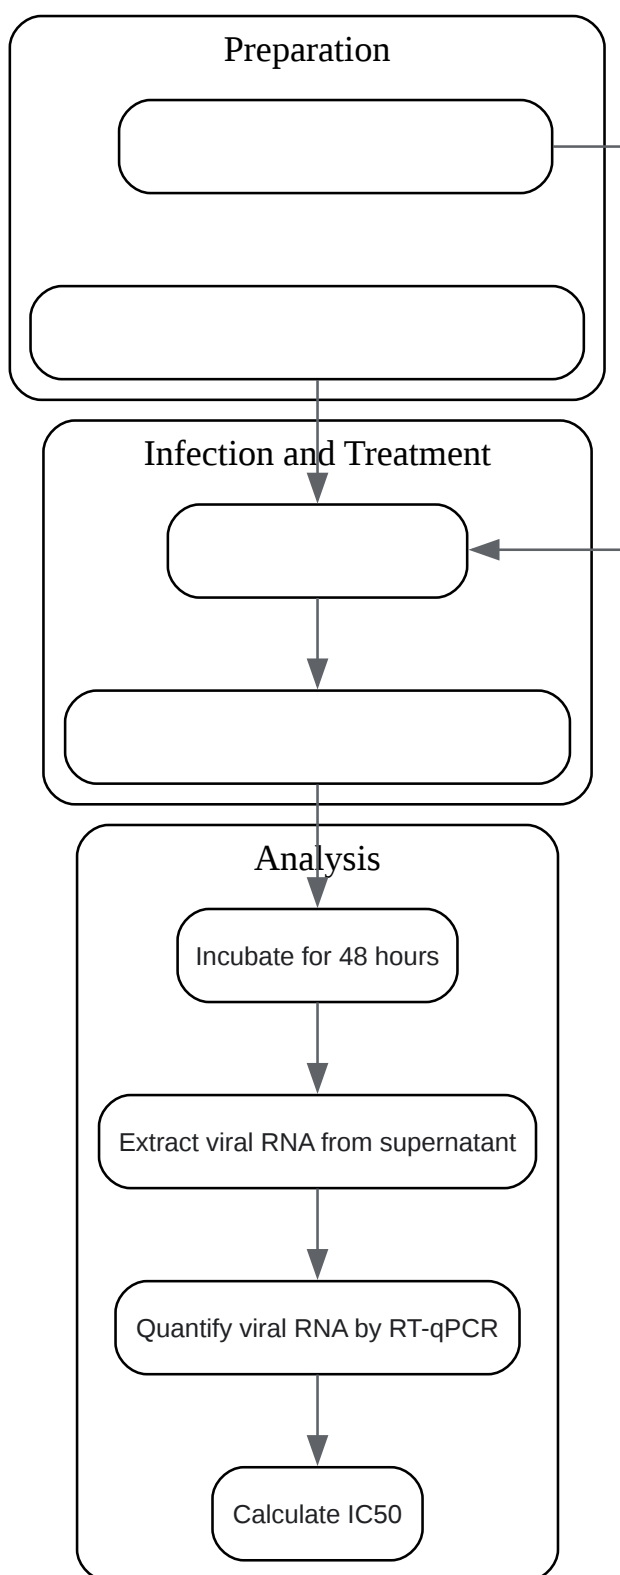 Preparation
Infection and Treatment
Analysis
Incubate for 48 hours
Extract viral RNA from supernatant
Quantify viral RNA by RT-qPCR
Calculate IC50